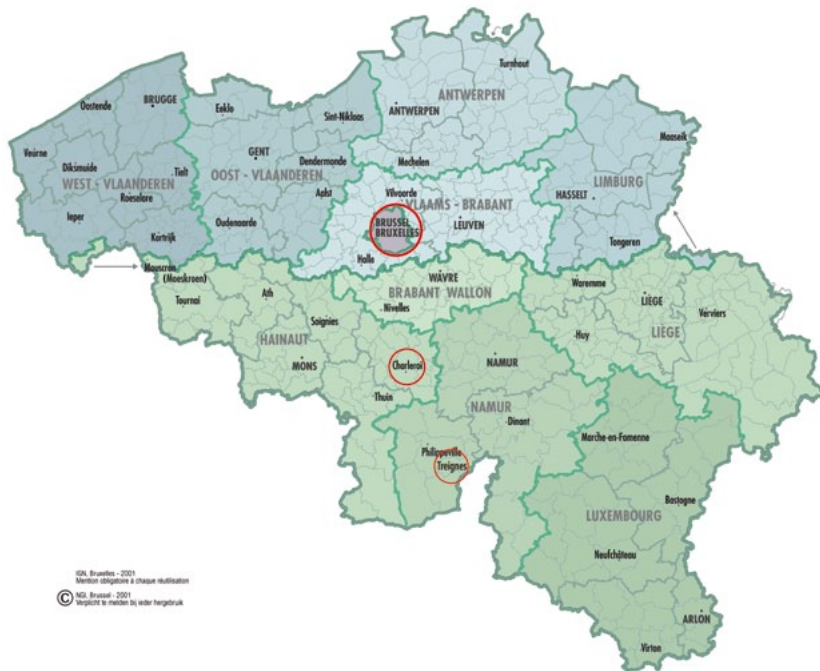 Turnhout
Oostende
BRUGGE
Eeklo
Sint-Niklaas
ANTWERPEN
ANTWERPEN
Maaseik
Veurne
Diksmuide
Tielt
GENT
Dendermonde
Mechelen
WEST - VLAANDEREN
OOST - VLAANDEREN
LIMBURG
Roeselare
Aalst
Vilvoorde
VLAAMS - BRABANT
HASSELT
Ieper
Oudenaarde
BRUSSEL
BRUXELLES
LEUVEN
Kortrijk
Halle
Tongeren
Mouscron
(Moeskroen)
WAVRE
BRABANT WALLON
Waremme
Tournai
Ath
Nivelles
LIÈGE
Verviers
Soignies
HAINAUT
Huy
LIÈGE
MONS
Charleroi
NAMUR
Thuin
NAMUR
Dinant
Philippeville
Treignes
Marche-en-Famenne
Bastogne
LUXEMBOURG
Neufchâteau
ARLON
Virton
IGN, Bruxelles - 2001
Mention obligatoire à chaque réutilisation
© NGI, Brussel - 2001
Verplicht te melden bij ieder hergebruik